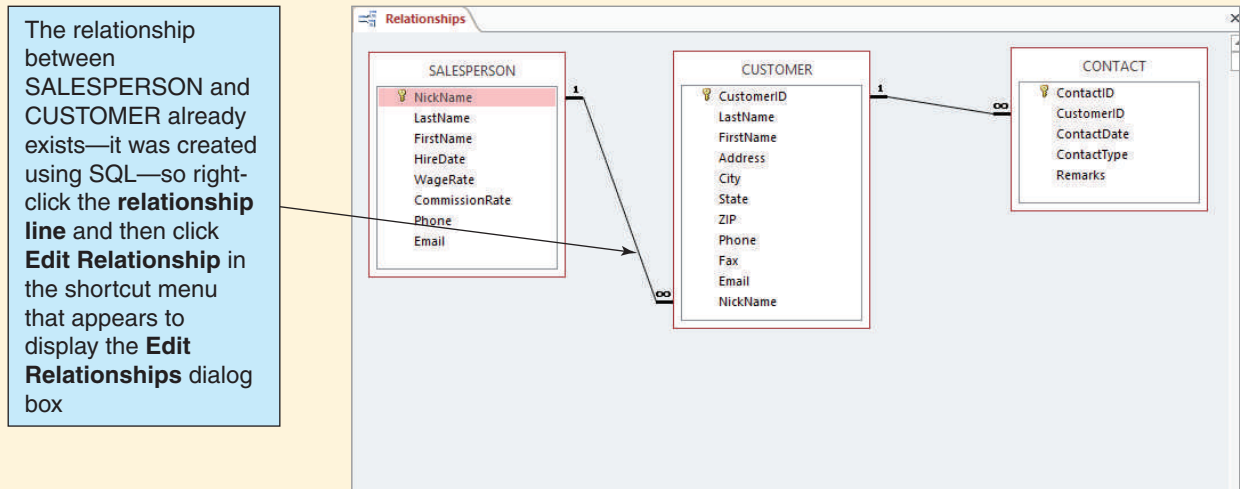 The relationship
between
SALESPERSON and
CUSTOMER already
exists—it was created
using SQL—so right-
click the relationship
line and then click
Edit Relationship in
the shortcut menu
that appears to
display the Edit
Relationships dialog
box
Relationships
SALESPERSON
NickName
LastName
FirstName
HireDate
WageRate
CommissionRate
Phone
Email
1
∞
CUSTOMER
CustomerID
LastName
FirstName
Address
City
State
ZIP
Phone
Fax
Email
NickName
1
∞
CONTACT
ContactID
CustomerID
ContactDate
ContactType
Remarks